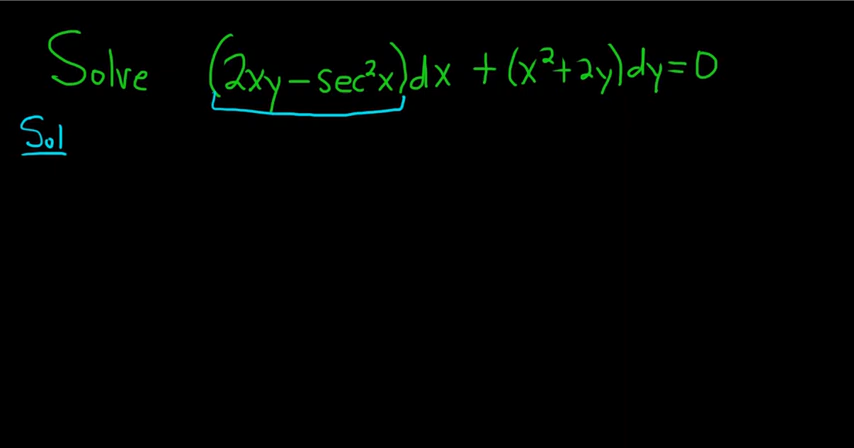 Solve (2xy − sec²x)dx + (x²+2y)dy=0
Sol